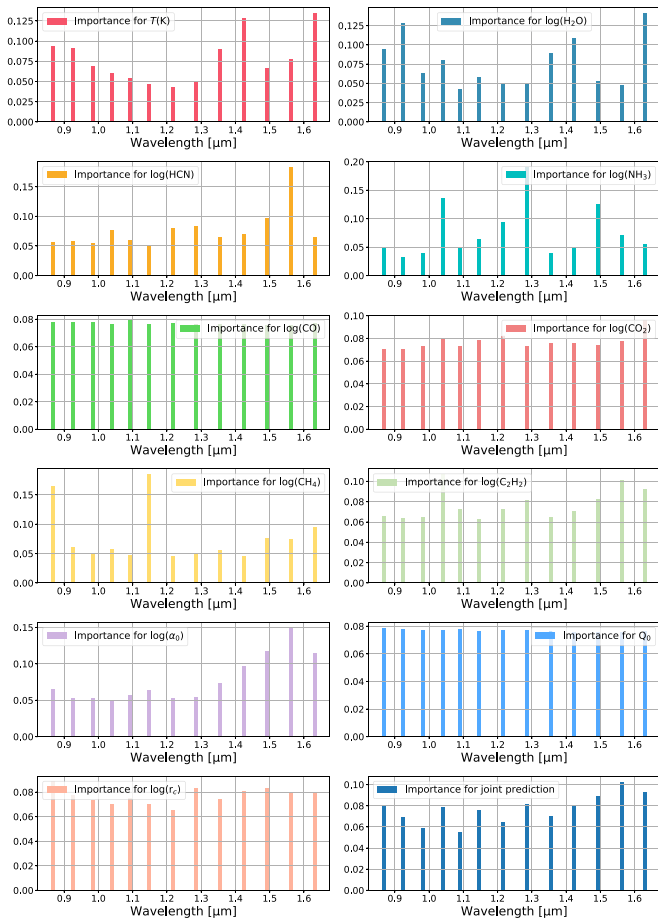 Importance for T(K)
0.125
0.100
0.075
0.050
0.025
0.000
0.9 1.0 1.1 1.2 1.3 1.4 1.5 1.6
Wavelength [μm]
Importance for log(H₂O)
0.125
0.100
0.075
0.050
0.025
0.000
0.9 1.0 1.1 1.2 1.3 1.4 1.5 1.6
Wavelength [μm]
Importance for log(HCN)
0.15
0.10
0.05
0.00
0.9 1.0 1.1 1.2 1.3 1.4 1.5 1.6
Wavelength [μm]
0.20
Importance for log(NH₃)
0.15
0.10
0.05
0.00
0.9 1.0 1.1 1.2 1.3 1.4 1.5 1.6
Wavelength [μm]
0.08
Importance for log(CO)
0.06
0.04
0.02
0.00
0.9 1.0 1.1 1.2 1.3 1.4 1.5 1.6
Wavelength [μm]
0.10
Importance for log(CO₂)
0.08
0.06
0.04
0.02
0.00
0.9 1.0 1.1 1.2 1.3 1.4 1.5 1.6
Wavelength [μm]
Importance for log(CH₄)
0.15
0.10
0.05
0.00
0.9 1.0 1.1 1.2 1.3 1.4 1.5 1.6
Wavelength [μm]
Importance for log(C₂H₂)
0.10
0.08
0.06
0.04
0.02
0.00
0.9 1.0 1.1 1.2 1.3 1.4 1.5 1.6
Wavelength [μm]
0.15
Importance for log(α₀)
0.10
0.05
0.00
0.9 1.0 1.1 1.2 1.3 1.4 1.5 1.6
Wavelength [μm]
0.08
Importance for Q₀
0.06
0.04
0.02
0.00
0.9 1.0 1.1 1.2 1.3 1.4 1.5 1.6
Wavelength [μm]
Importance for log(r꜀)
0.08
0.06
0.04
0.02
0.00
0.9 1.0 1.1 1.2 1.3 1.4 1.5 1.6
Wavelength [μm]
Importance for joint prediction
0.10
0.08
0.06
0.04
0.02
0.00
0.9 1.0 1.1 1.2 1.3 1.4 1.5 1.6
Wavelength [μm]